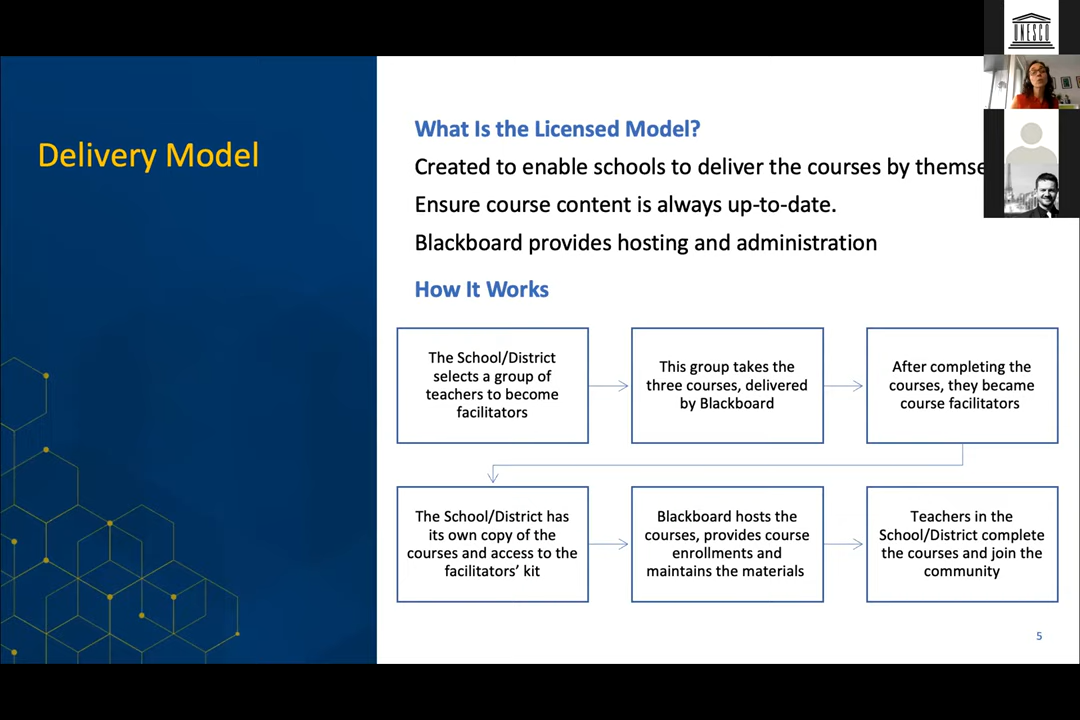 UNESCO
Delivery Model
What Is the Licensed Model?
Created to enable schools to deliver the courses by
Ensure course content is always up-to-date.
Blackboard provides hosting and administration
How It Works
The School/District
selects a group of
teachers to become
facilitators
This group takes the
three courses, delivered
by Blackboard
After completing the
courses, they became
course facilitators
The School/District has
its own copy of the
courses and access to the
facilitators' kit
Blackboard hosts the
courses, provides course
enrollments and
maintains the materials
Teachers in the
School/District complete
the courses and join the
community
5